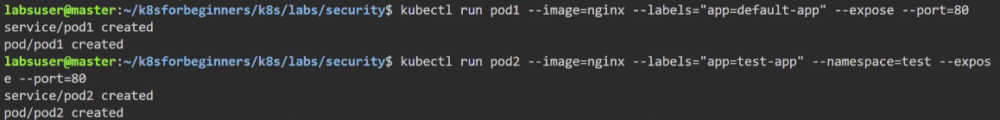 labsuser@master:~/k8sforbeginners/k8s/labs/security$ kubectl run pod1 --image=nginx --labels="app=default-app" --expose --port=80
service/pod1 created
pod/pod1 created
labsuser@master:~/k8sforbeginners/k8s/labs/security$ kubectl run pod2 --image=nginx --labels="app=test-app" --namespace=test --expos
e --port=80
service/pod2 created
pod/pod2 created